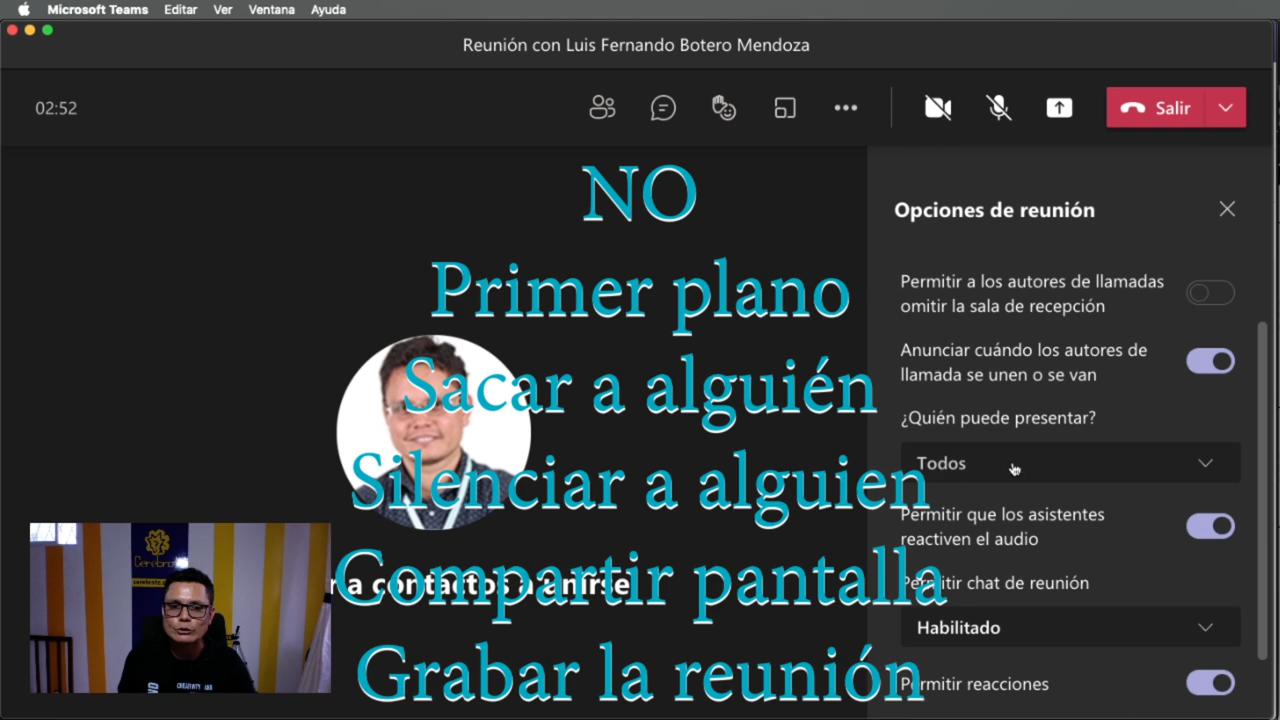 Microsoft Teams Editar Ver Ventana Ayuda
Reunión con Luis Fernando Botero Mendoza
02:52
Salir
NO
Primer plano
Sacar a alguién
Silenciar a alguien
Compartir pantalla
Grabar la reunión
a contactos a unirse
Cerebro
Opciones de reunión
Permitir a los autores de llamadas
omitir la sala de recepción
Anunciar cuándo los autores de
llamada se unen o se van
¿Quién puede presentar?
Todos
Permitir que los asistentes
reactiven el audio
Permitir chat de reunión
Habilitado
Permitir reacciones